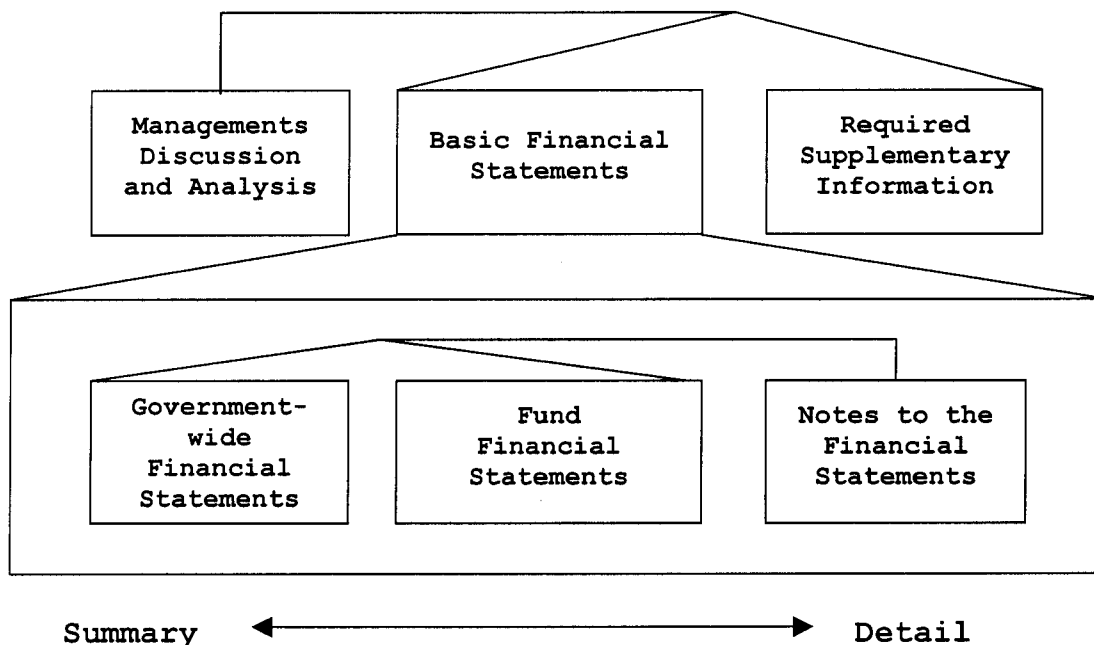 Managements
Discussion
and Analysis
Basic Financial
Statements
Required
Supplementary
Information
Government-
wide
Financial
Statements
Fund
Financial
Statements
Notes to the
Financial
Statements
Summary
Detail